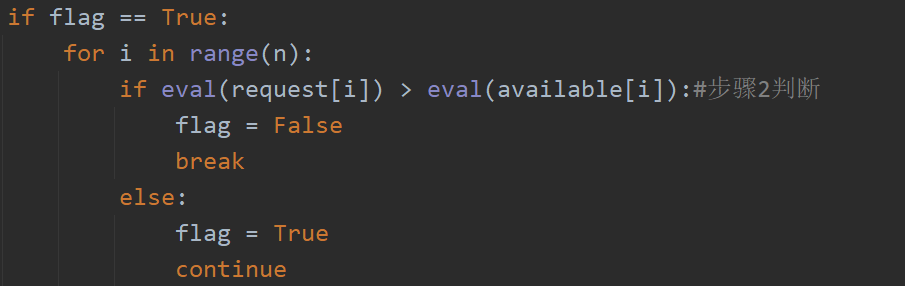 if flag == True:
    for i in range(n):
        if eval(request[i]) > eval(available[i]):#步骤2判断
            flag = False
            break
        else:
            flag = True
            continue